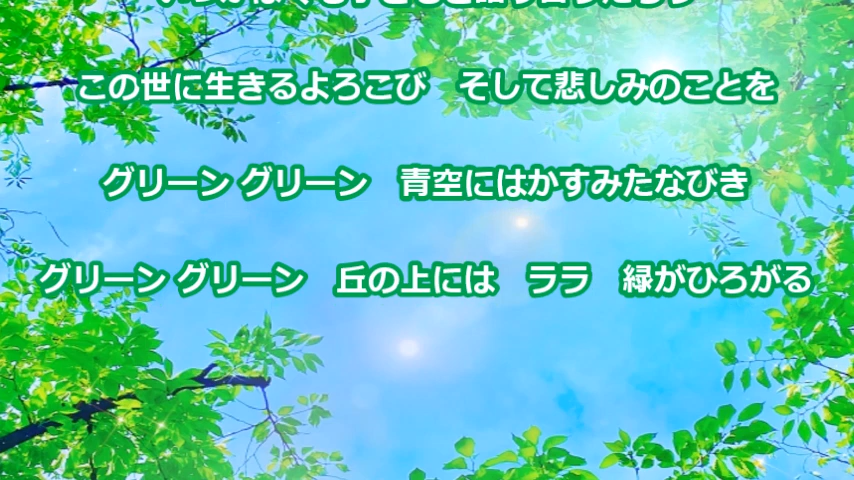 この世に生きるよろこび　そして悲しみのことを
グリーン グリーン　青空にはかすみたなびき
グリーン グリーン　丘の上には　ララ　緑がひろがる